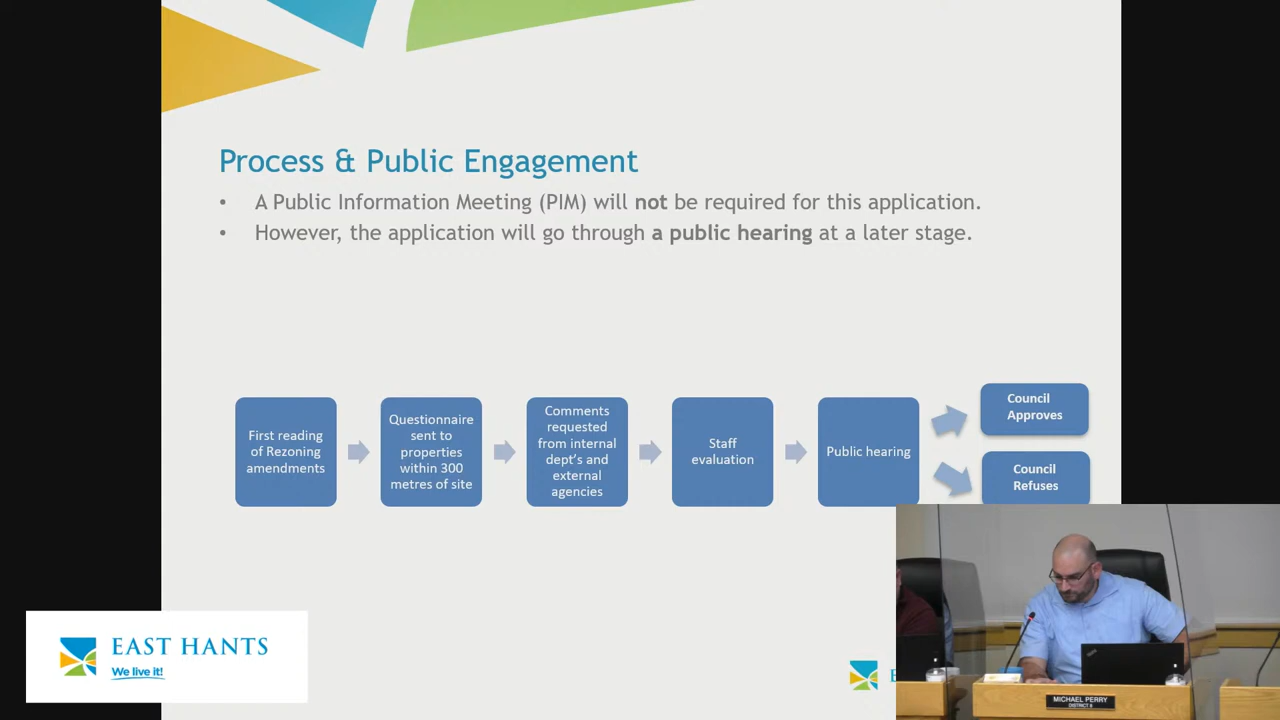 Process & Public Engagement
• A Public Information Meeting (PIM) will not be required for this application.
• However, the application will go through a public hearing at a later stage.
First reading
of Rezoning
amendments
Questionnaire
sent to
properties
within 300
metres of site
Comments
requested
from internal
dept's and
external
agencies
Staff
evaluation
Public hearing
Council
Approves
Council
Refuses
EAST HANTS
We live it!
E
MICHAEL PERRY